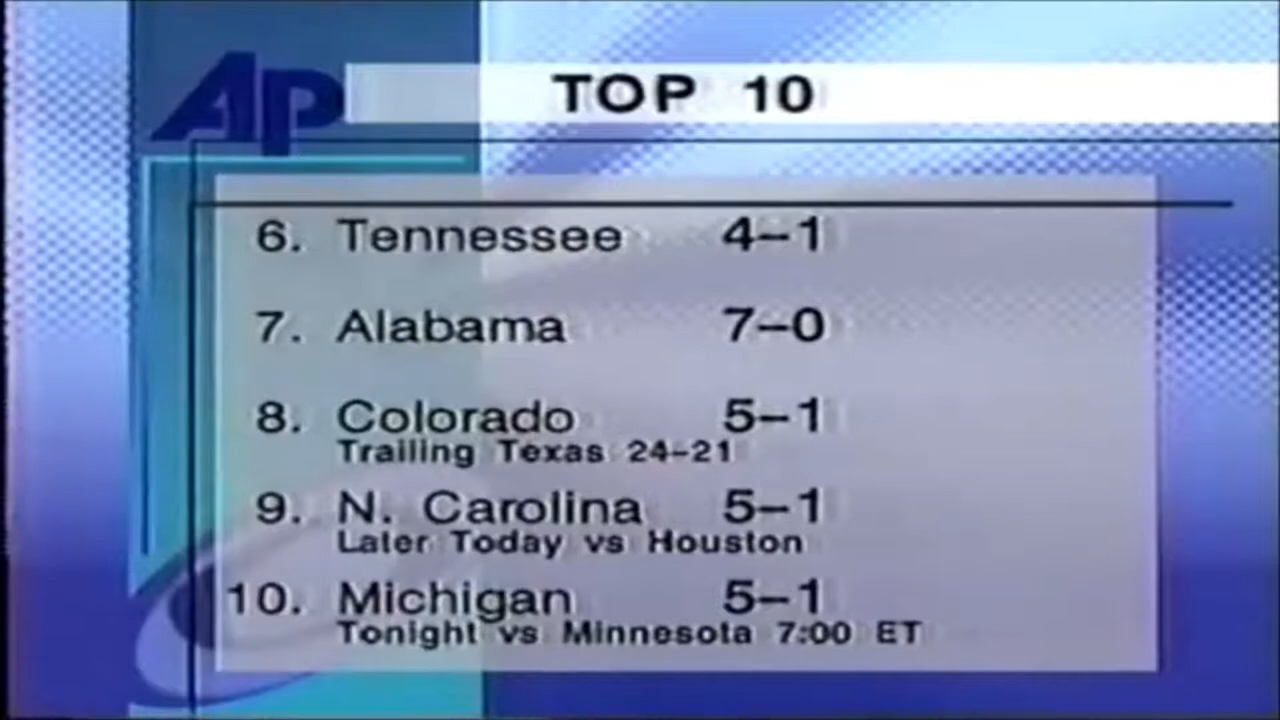 AP
TOP 10
6. Tennessee 4–1
7. Alabama 7–0
8. Colorado 5–1
Trailing Texas 24–21
9. N. Carolina 5–1
Later Today vs Houston
10. Michigan 5–1
Tonight vs Minnesota 7:00 ET